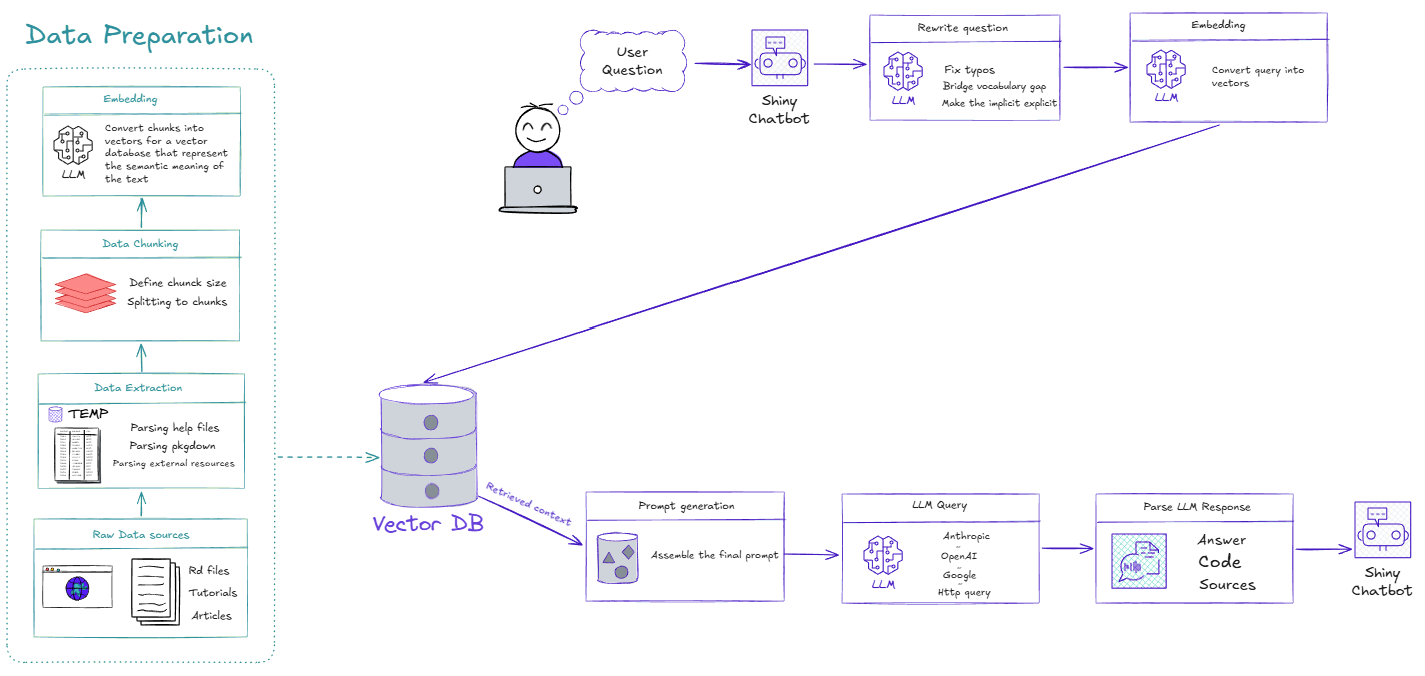 Data Preparation
Embedding
Convert chunks into
vectors for a vector
database that represent
the semantic meaning of
the text
LLM
Data Chunking
Define chunck size
Splitting to chunks
Data Extraction
TEMP
Parsing help files
Parsing pkgdown
Parsing external resources
Raw Data sources
Rd files
Tutorials
Articles
User
Question
Shiny
Chatbot
Rewrite question
Fix typos
Bridge vocabulary gap
Make the implicit explicit
LLM
Embedding
Convert query into
vectors
LLM
Vector DB
Retrieved context
Prompt generation
Assemble the final prompt
LLM Query
Anthropic
-
OpenAI
-
Google
-
Http query
LLM
Parse LLM Response
Answer
Code
Sources
Shiny
Chatbot